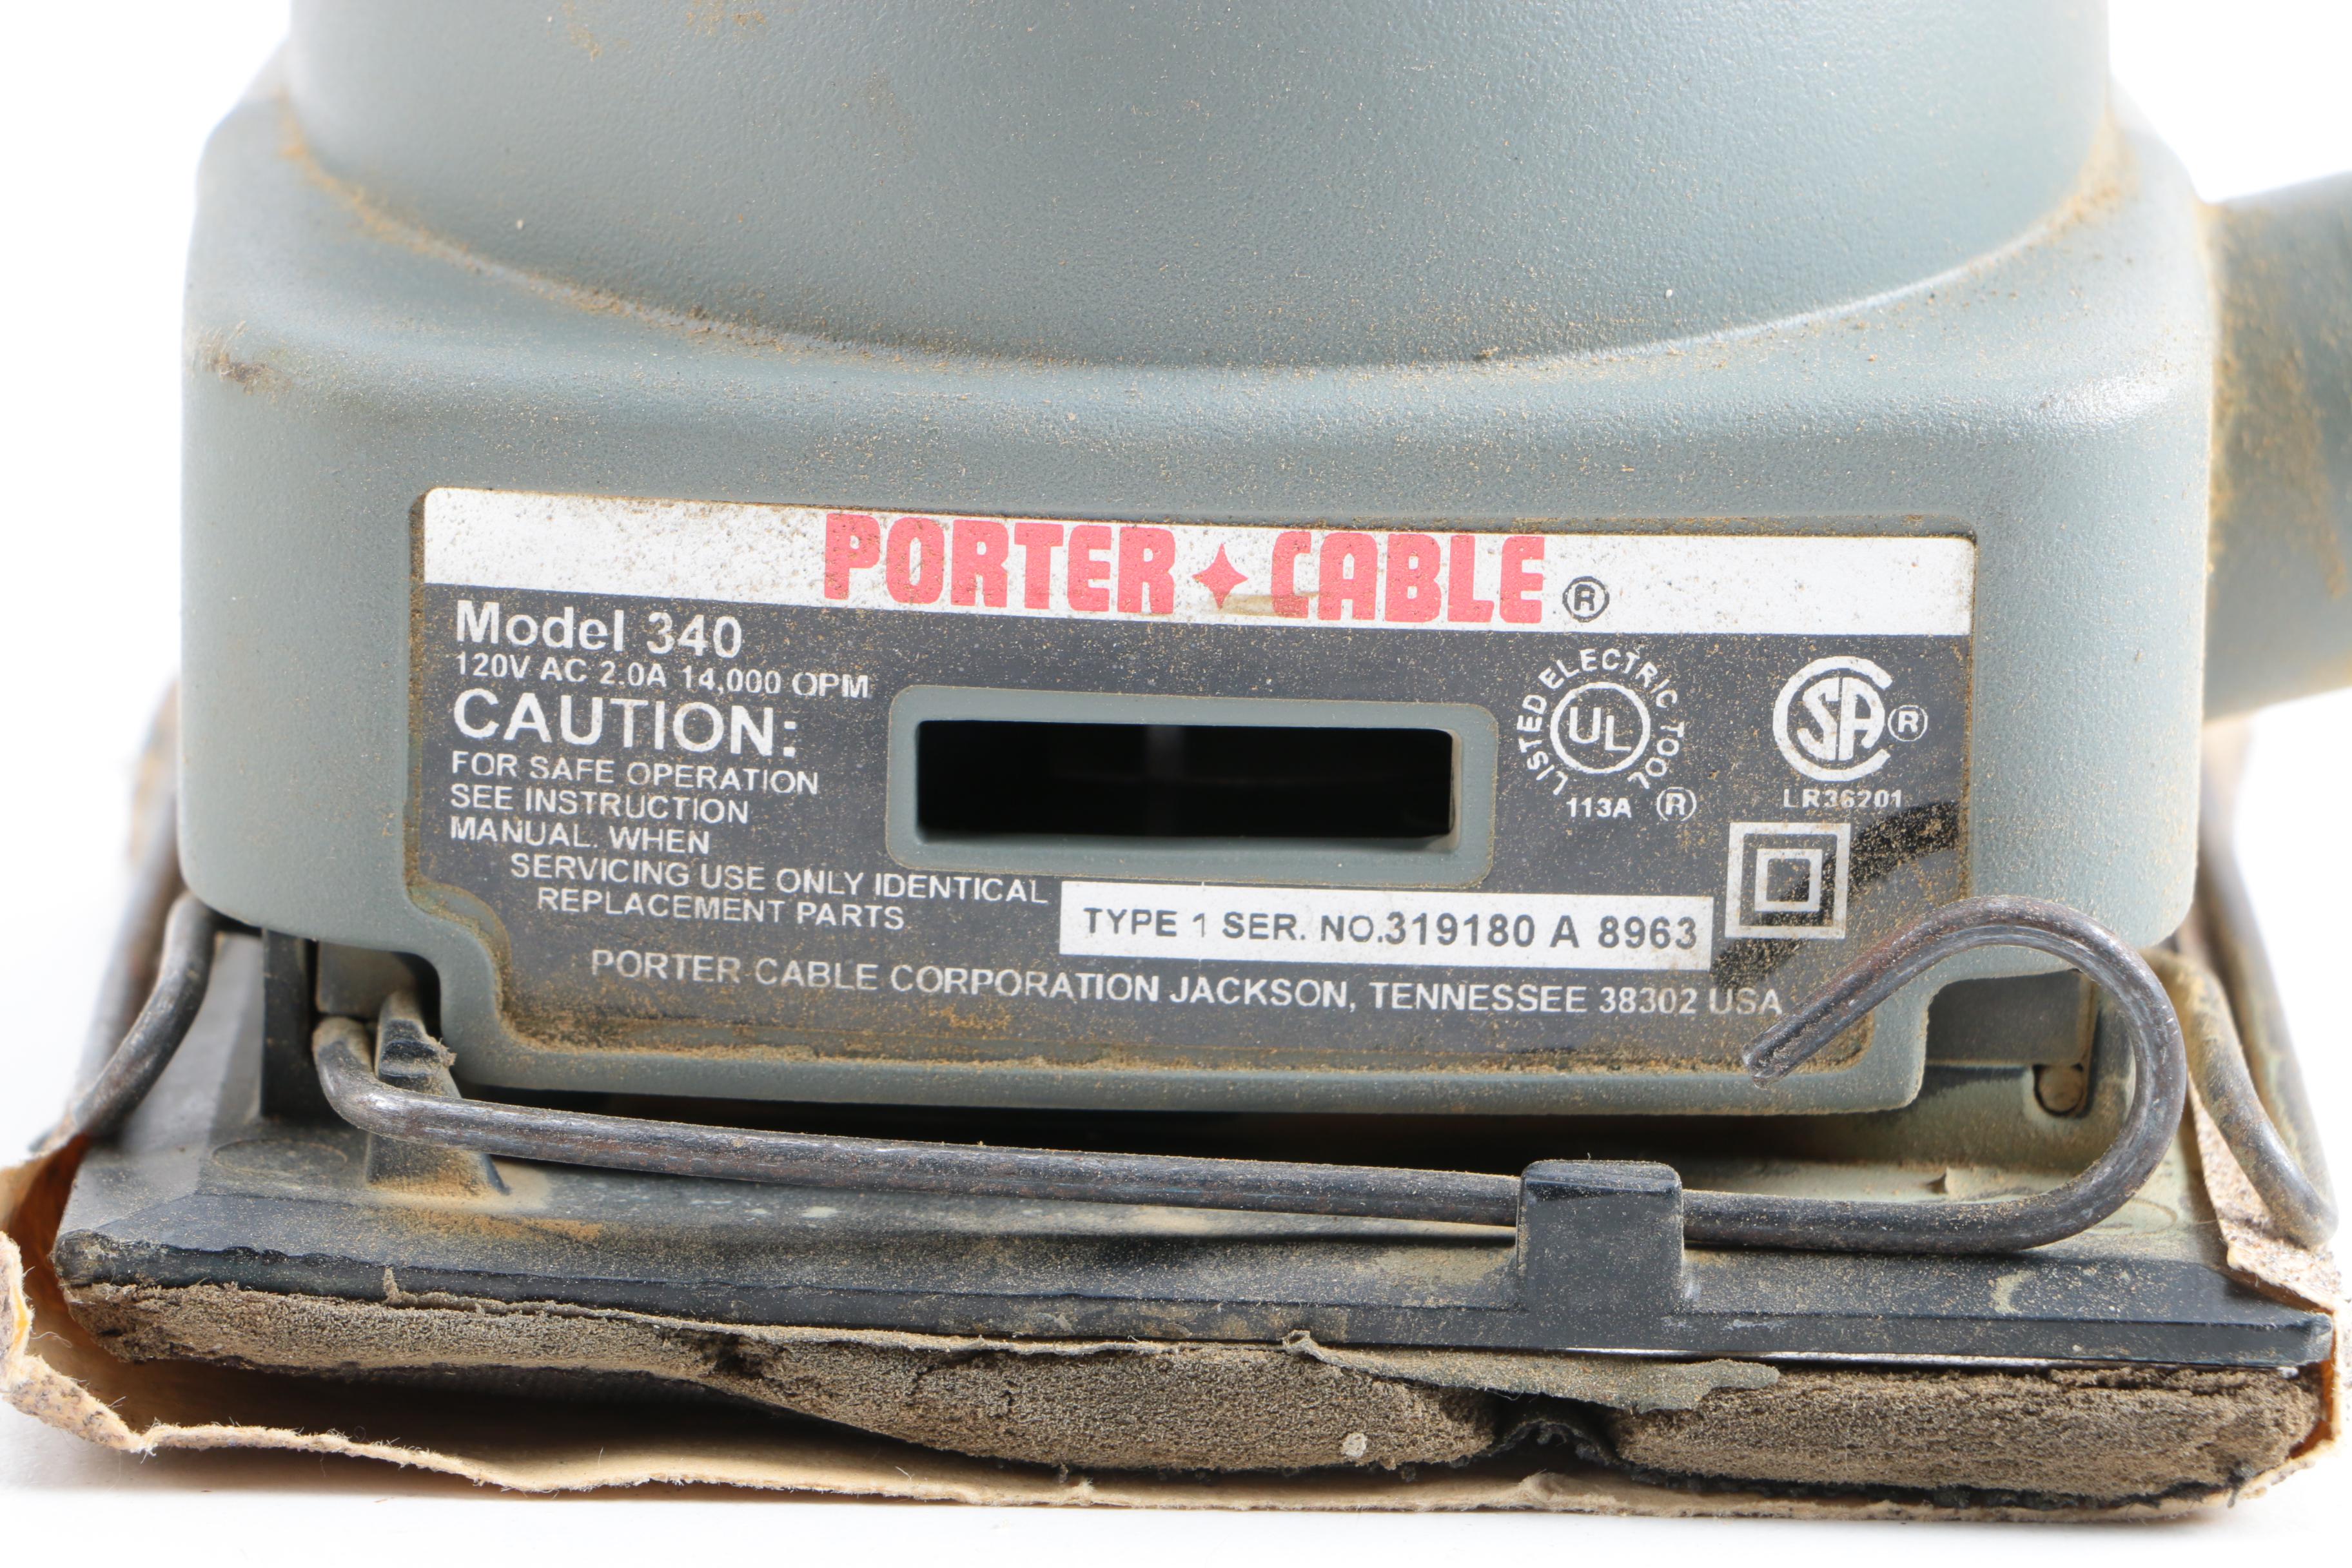 PORTER✦CABLE®
Model 340
120V AC 2.0A 14,000 OPM
CAUTION:
FOR SAFE OPERATION
SEE INSTRUCTION
MANUAL. WHEN
SERVICING USE ONLY IDENTICAL
REPLACEMENT PARTS
LISTED ELECTRIC TOOL
UL
113A ®
CSA®
LR36201
TYPE 1 SER. NO.319180 A 8963
PORTER CABLE CORPORATION JACKSON, TENNESSEE 38302 USA